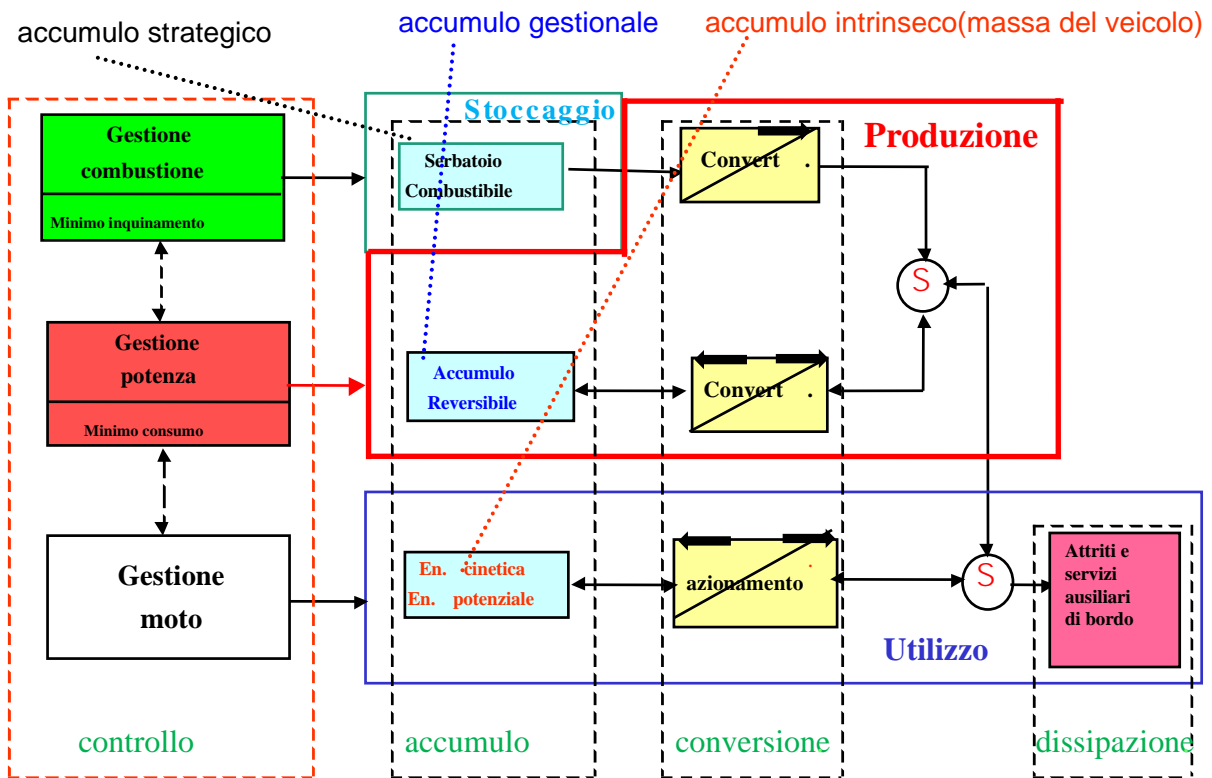 accumulo strategico
accumulo gestionale
accumulo intrinseco(massa del veicolo)
Stoccaggio
Gestione
combustione
Minimo inquinamento
Serbatoio
Combustibile
Convert .
Produzione
S
Gestione
potenza
Minimo consumo
Accumulo
Reversibile
Convert .
Gestione
moto
En. cinetica
En. potenziale
azionamento
S
Attriti e
servizi
ausiliari
di bordo
Utilizzo
controllo
accumulo
conversione
dissipazione